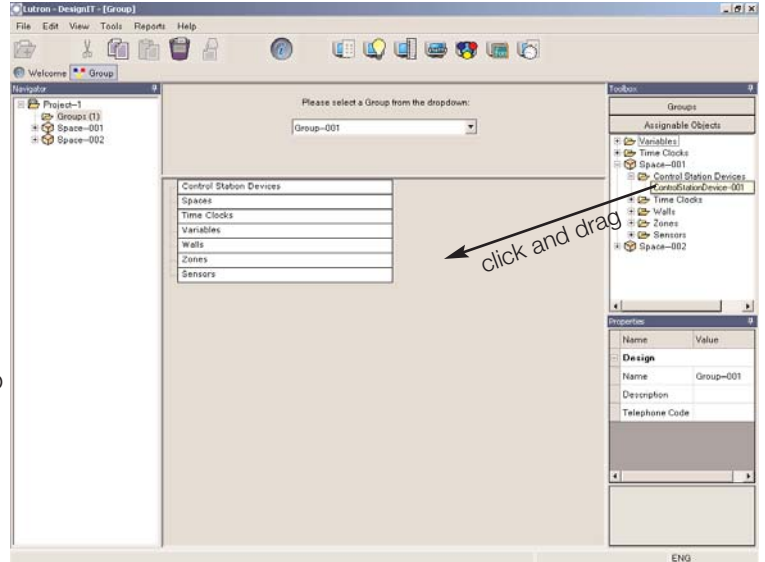 Lutron - DesignIT - [Group]
File Edit View Tools Reports Help
Welcome Group
Navigator
Project-1
Groups (1)
Space-001
Space-002
Please select a Group from the dropdown:
Group-001
Control Station Devices
Spaces
Time Clocks
Variables
Walls
Zones
Sensors
click and drag
Toolbox
Groups
Assignable Objects
Variables
Time Clocks
Space-001
Control Station Devices
ControlStationDevice-001
Time Clocks
Walls
Zones
Sensors
Space-002
Properties
Name Value
Design
Name Group-001
Description
Telephone Code
ENG